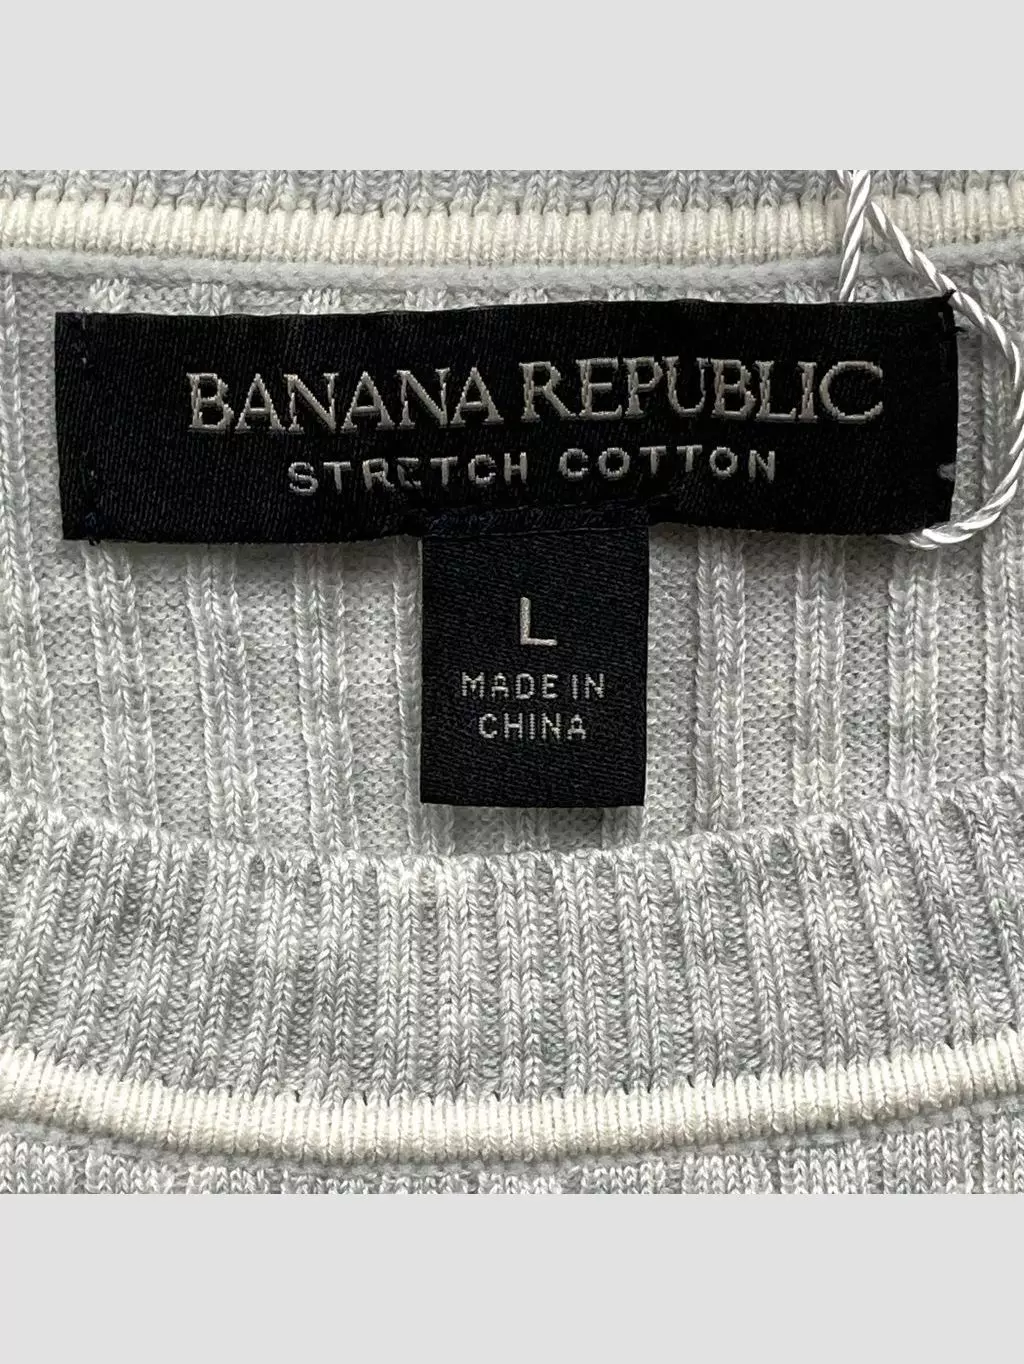 BANANA REPUBLIC
STRETCH COTTON
L
MADE IN
CHINA